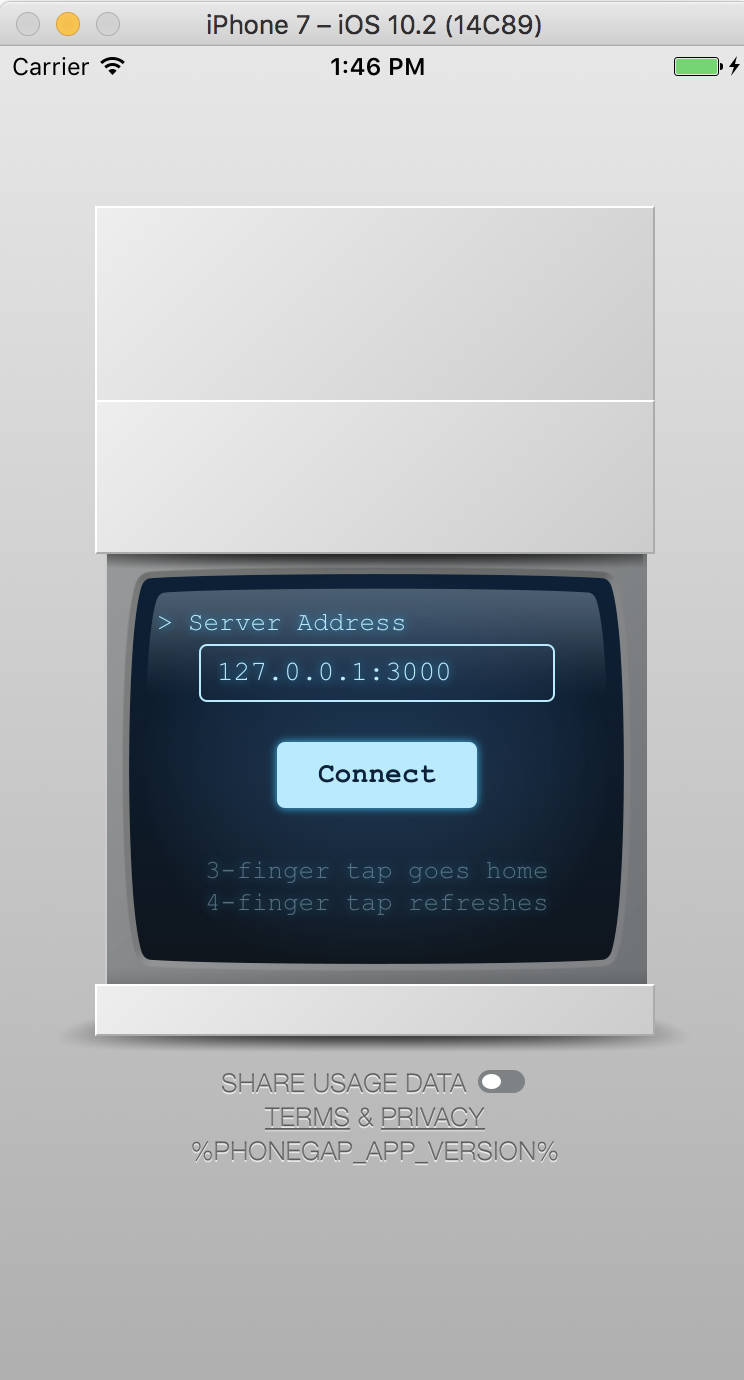 iPhone 7 – iOS 10.2 (14C89)
Carrier 1:46 PM
> Server Address
127.0.0.1:3000
Connect
3-finger tap goes home
4-finger tap refreshes
SHARE USAGE DATA
TERMS & PRIVACY
%PHONEGAP_APP_VERSION%